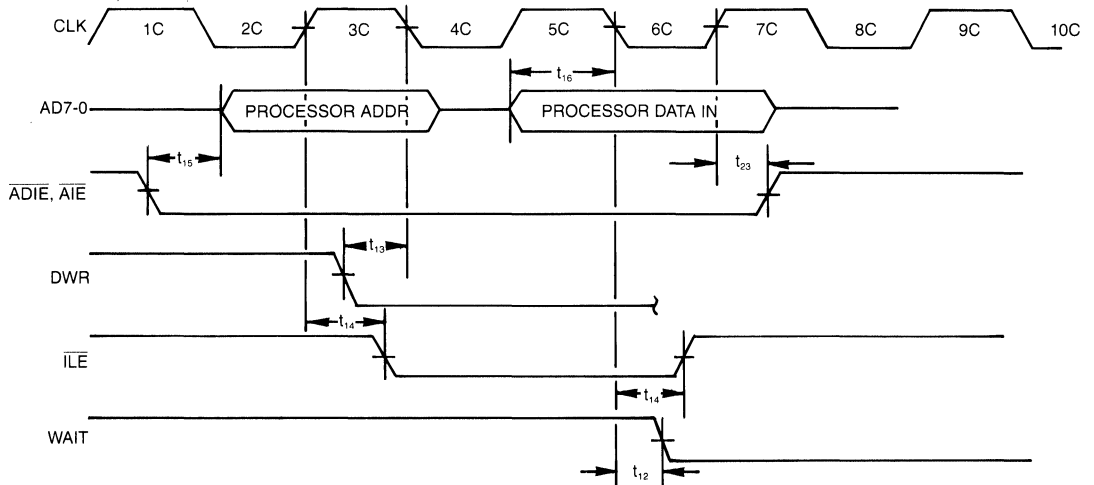 CLK 1C 2C 3C 4C 5C 6C 7C 8C 9C 10C
t16
AD7-0 PROCESSOR ADDR PROCESSOR DATA IN
t15 t23
ADIE, AIE
t13
DWR
t14
ILE
t14
WAIT
t12